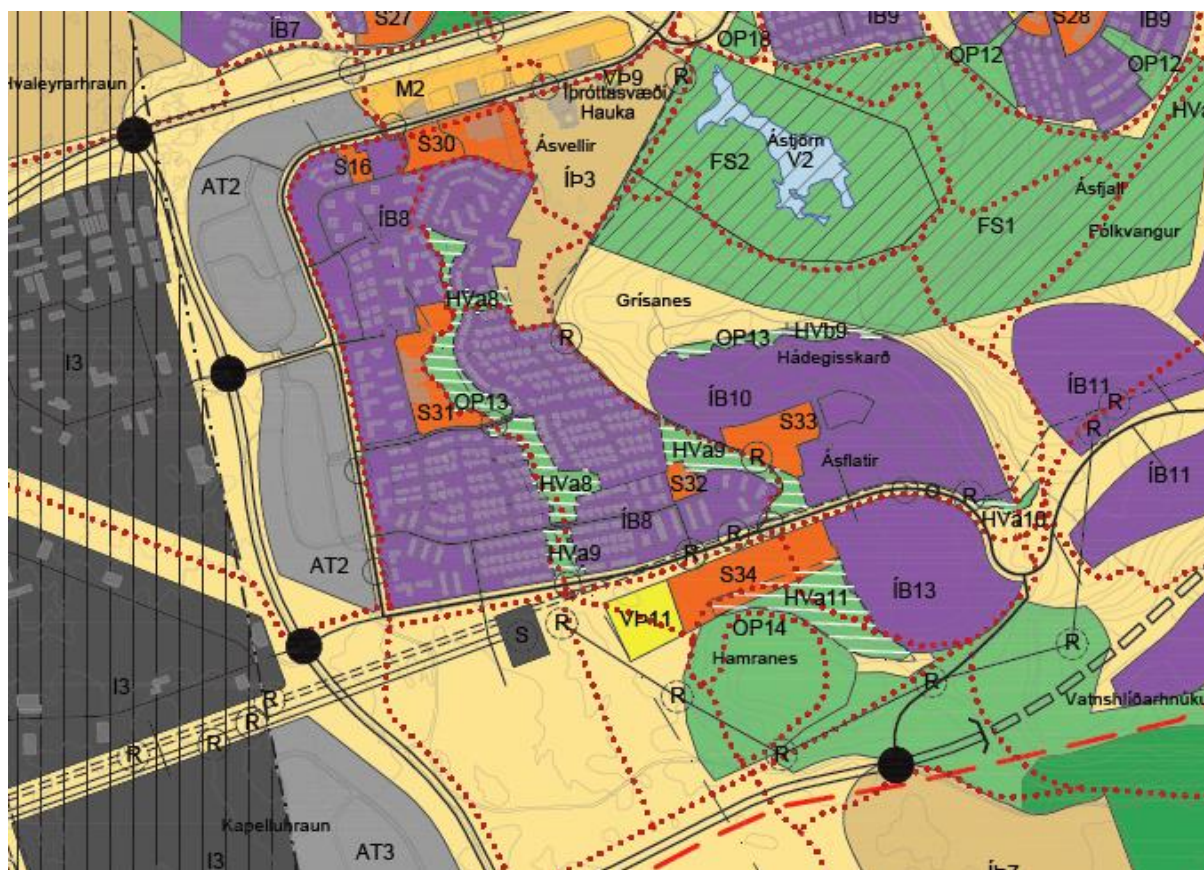 ÍB7
S27
ÍB9
S28
ÍB9
OP18
OP12
OP12
Hvaleyrarhraun
M2
VÞ9
Íþróttasvæði
Hauka
R
AT2
S16
S30
Ásvellir
ÍÞ3
FS2
Ástjörn
V2
Ásfjall
FS1
Fólkvangur
ÍB8
HVa8
Grísanes
R
OP13
HVb9
Hádegisskarð
I3
ÍB11
R
R
ÍB10
OP13
S31
S33
HVa9
R
Ásflatir
ÍB11
HVa8
S32
R
HVa10
ÍB8
R
R
HVa9
AT2
S34
HVa11
ÍB13
VÞ11
S
R
OP14
Hamranes
R
I3
R
R
R
R
R
R
R
Vatnshlíðarhnúku
Kapelluhraun
I3
AT3